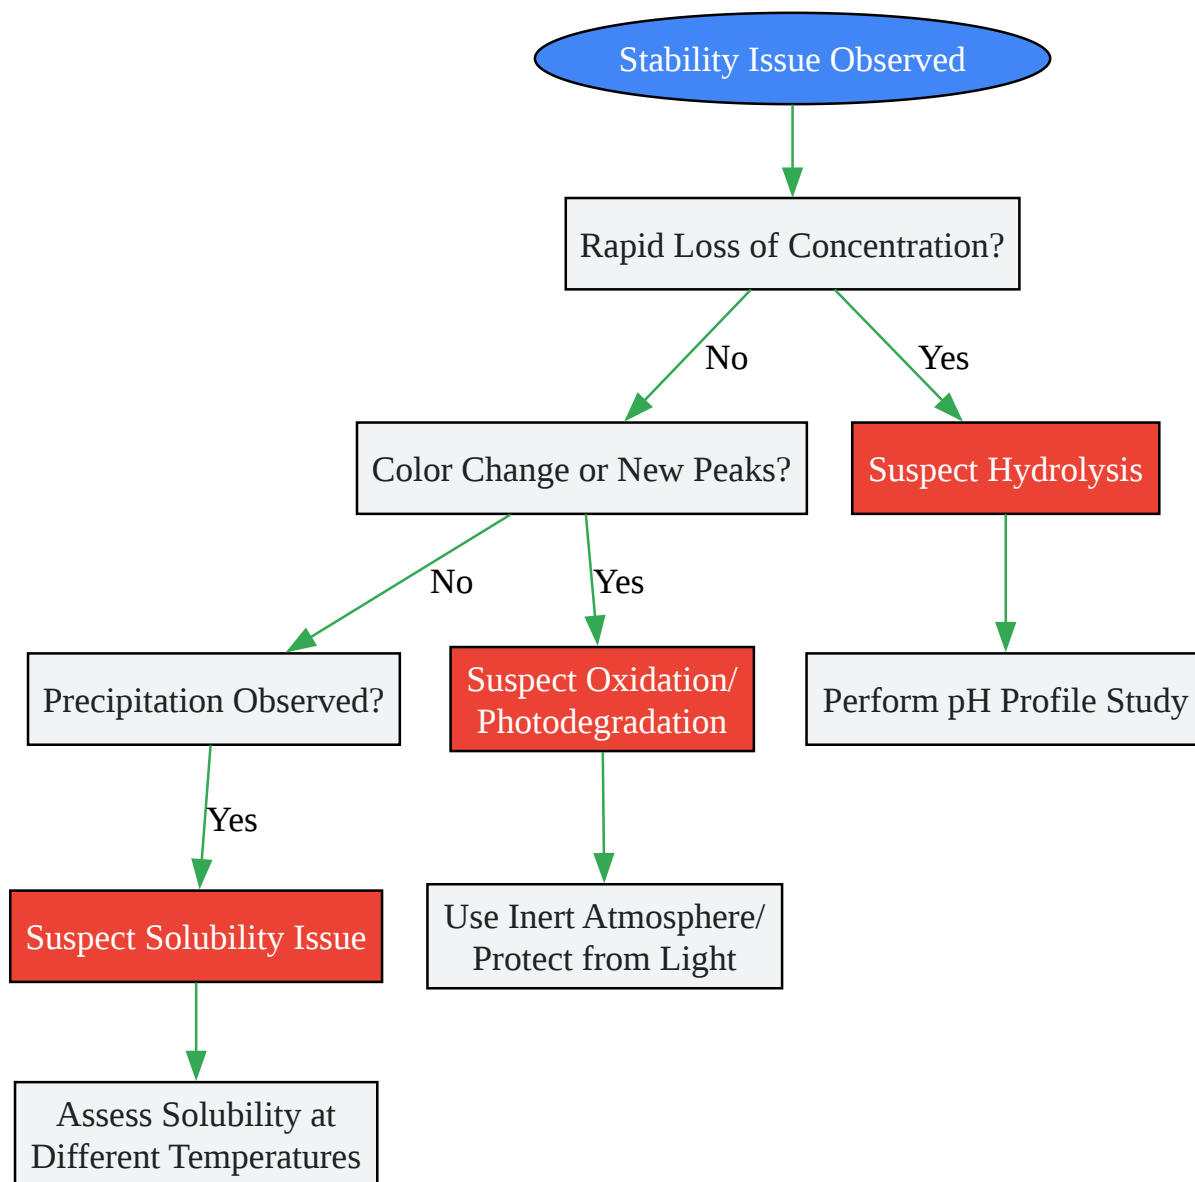 Stability Issue Observed
Rapid Loss of Concentration?
No
Yes
Color Change or New Peaks?
Suspect Hydrolysis
No
Yes
Precipitation Observed?
Suspect Oxidation/
Photodegradation
Perform pH Profile Study
Yes
Suspect Solubility Issue
Use Inert Atmosphere/
Protect from Light
Assess Solubility at
Different Temperatures